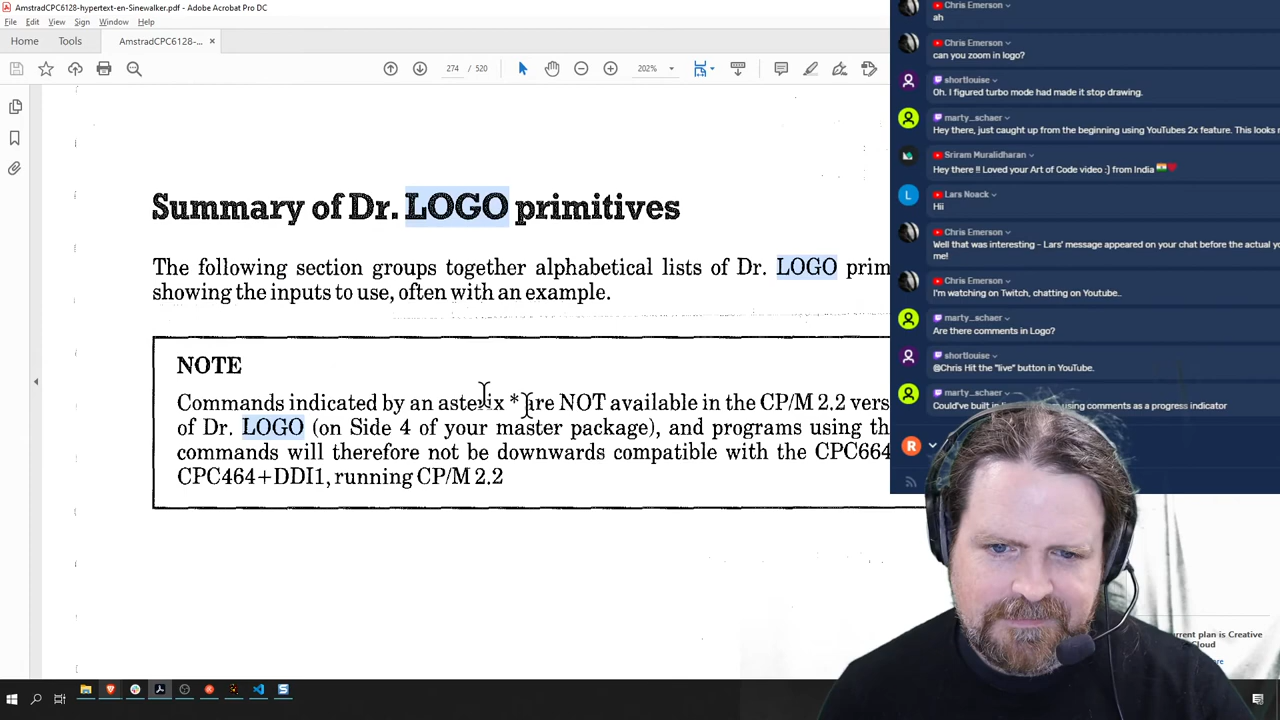 AmstradCPC6128-hypertext-en-Sinewalker.pdf - Adobe Acrobat Pro DC
File Edit View Sign Window Help
Home Tools AmstradCPC6128-... ×
274 / 520 202%
Summary of Dr. LOGO primitives
The following section groups together alphabetical lists of Dr. LOGO prim
showing the inputs to use, often with an example.
NOTE
Commands indicated by an asterix * are NOT available in the CP/M 2.2 vers
of Dr. LOGO (on Side 4 of your master package), and programs using th
commands will therefore not be downwards compatible with the CPC664
CPC464+DDI1, running CP/M 2.2
Chris Emerson
ah
Chris Emerson
can you zoom in logo?
shortlouise
Oh. I figured turbo mode had made it stop drawing.
marty_schaer
Hey there, just caught up from the beginning using YouTubes 2x feature. This looks r
Sriram Muralidharan
Hey there !! Loved your Art of Code video :) from India
L Lars Noack
Hii
Chris Emerson
Well that was interesting - Lars' message appeared on your chat before the actual yo
me!
Chris Emerson
I'm watching on Twitch, chatting on Youtube..
marty_schaer
Are there comments in Logo?
shortlouise
@Chris Hit the "live" button in YouTube.
marty_schaer
Could've built in using comments as a progress indicator
R
urrent plan is Creative
Cloud